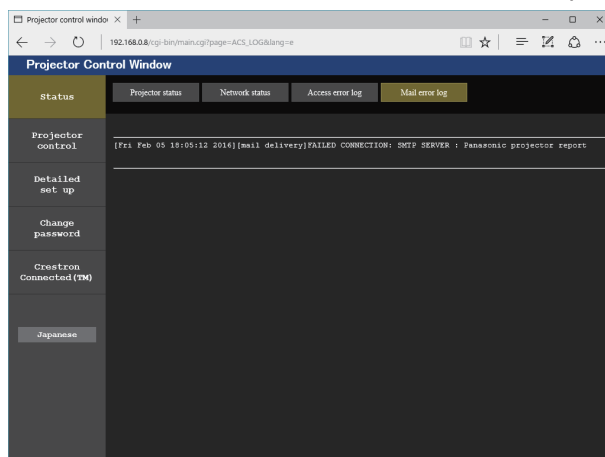 Projector control windo
192.168.0.8/cgi-bin/main.cgi?page=ACS_LOG&lang=e
Projector Control Window
Status
Projector status
Network status
Access error log
Mail error log
[Fri Feb 05 18:05:12 2016][mail delivery]FAILED CONNECTION: SMTP SERVER : Panasonic projector report
Projector
control
Detailed
set up
Change
password
Crestron
Connected(TM)
Japanese